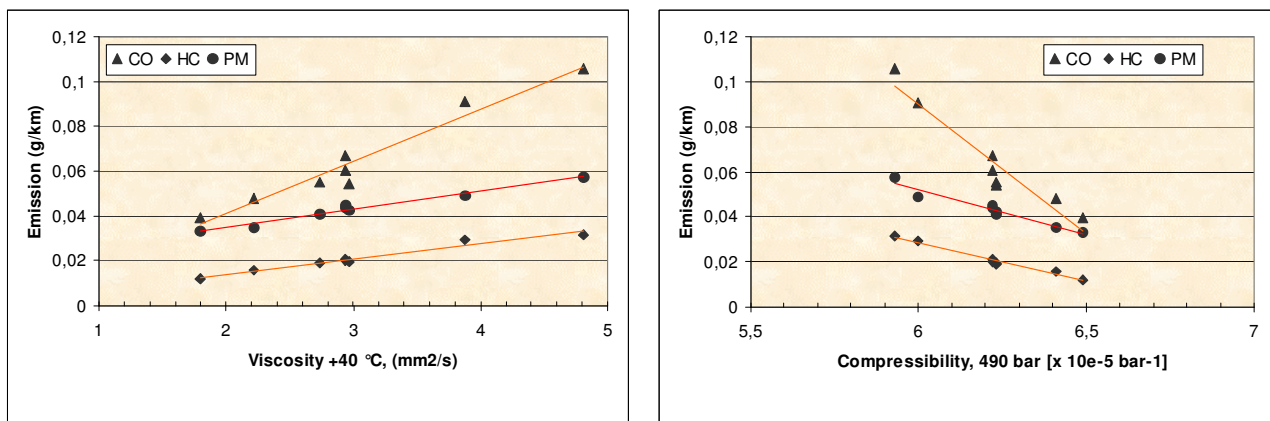 0,12
0,1
0,08
0,06
0,04
0,02
0
Emission (g/km)
CO HC PM
1 2 3 4 5
Viscosity +40 °C, (mm2/s)
0,12
0,1
0,08
0,06
0,04
0,02
0
Emission (g/km)
CO HC PM
5,5 6 6,5 7
Compressibility, 490 bar [x 10e-5 bar-1]